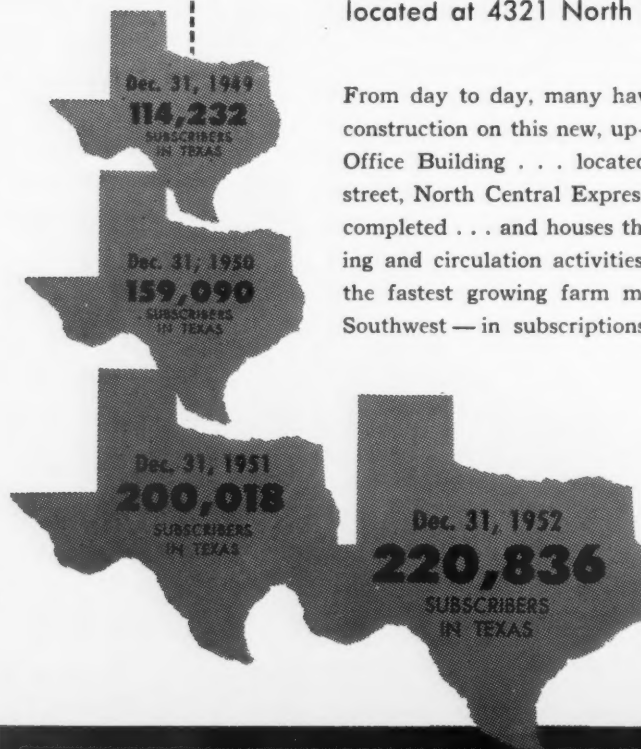 located at 4321 North
From day to day, many hav
construction on this new, up-
Office Building . . . located
street, North Central Expres
completed . . . and houses th
ing and circulation activities
the fastest growing farm m
Southwest — in subscriptions
Dec. 31, 1949
114,232
SUBSCRIBERS
IN TEXAS
Dec. 31, 1950
159,090
SUBSCRIBERS
IN TEXAS
Dec. 31, 1951
200,018
SUBSCRIBERS
IN TEXAS
Dec. 31, 1952
220,836
SUBSCRIBERS
IN TEXAS